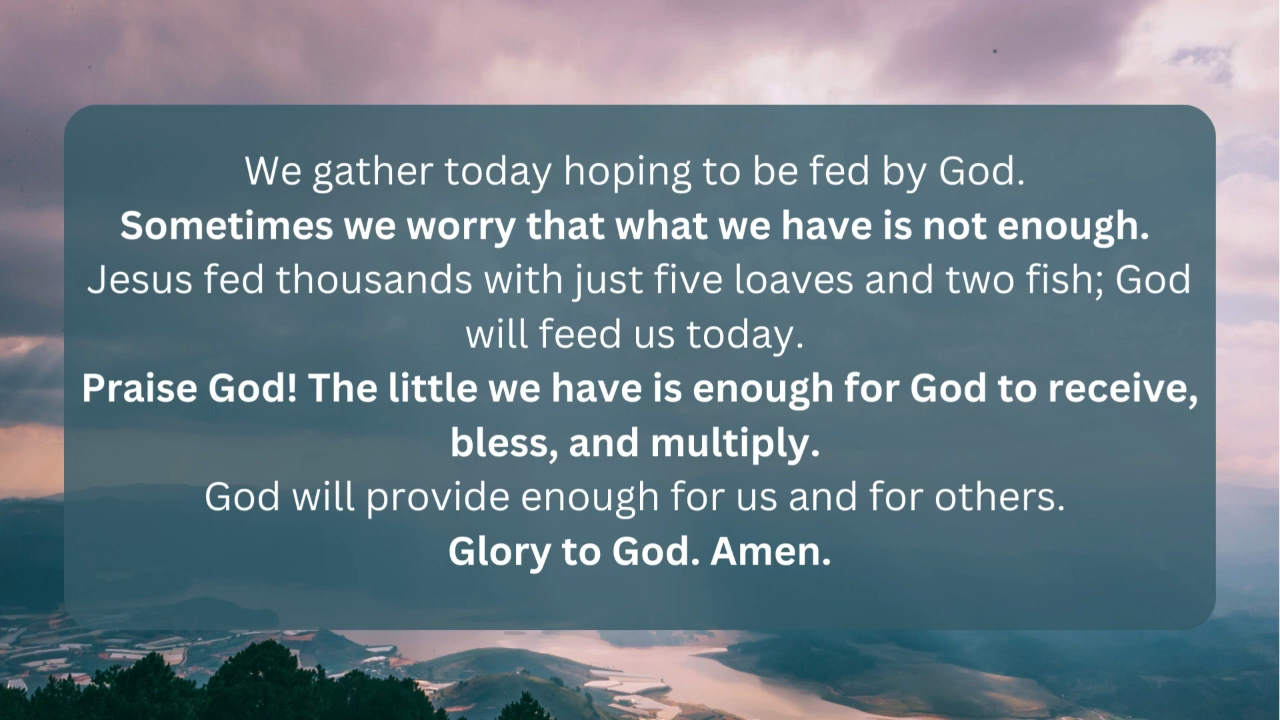 We gather today hoping to be fed by God.
Sometimes we worry that what we have is not enough.
Jesus fed thousands with just five loaves and two fish; God
will feed us today.
Praise God! The little we have is enough for God to receive,
bless, and multiply.
God will provide enough for us and for others.
Glory to God. Amen.